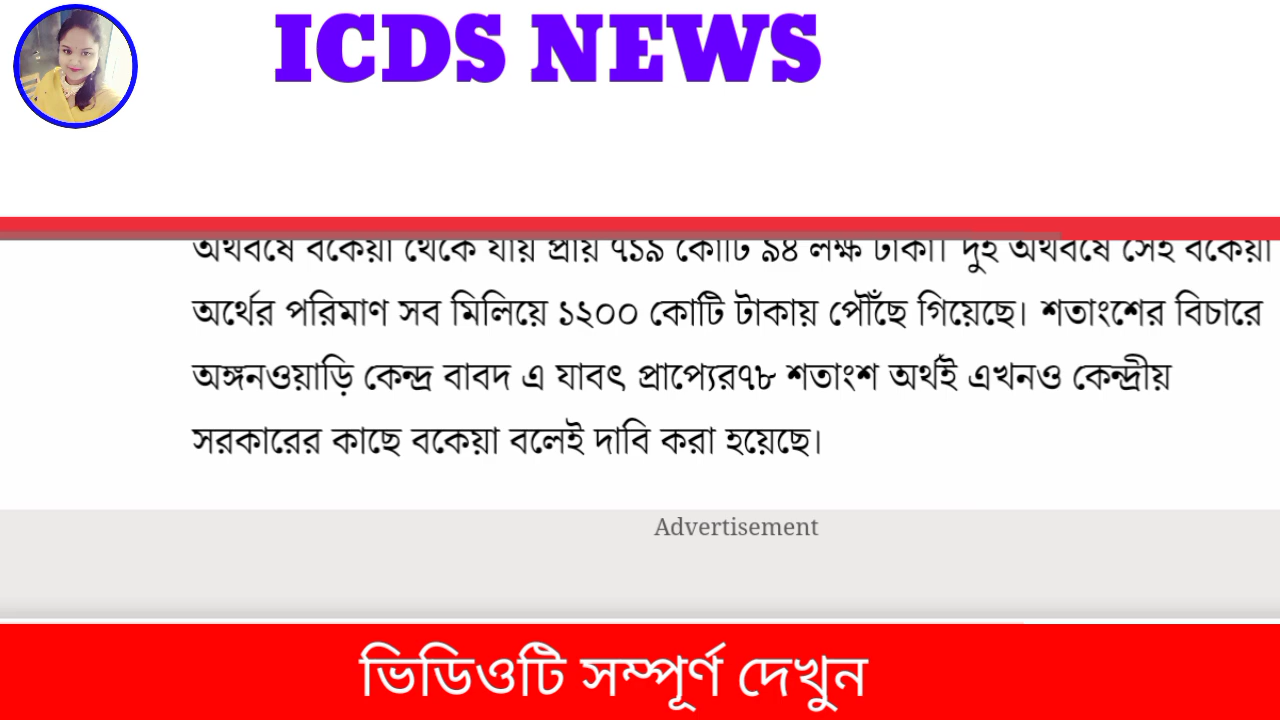 ICDS NEWS
অর্থবর্ষে বকেয়া থেকে যায় প্রায় ৭১৯ কোটি ৯৪ লক্ষ টাকা। দুই অর্থবর্ষে সেই বকেয়া
অর্থের পরিমাণ সব মিলিয়ে ১২০০ কোটি টাকায় পৌঁছে গিয়েছে। শতাংশের বিচারে
অঙ্গনওয়াড়ি কেন্দ্র বাবদ এ যাবৎ প্রাপ্যের৭৮ শতাংশ অর্থই এখনও কেন্দ্রীয়
সরকারের কাছে বকেয়া বলেই দাবি করা হয়েছে।
Advertisement
ভিডিওটি সম্পূর্ণ দেখুন